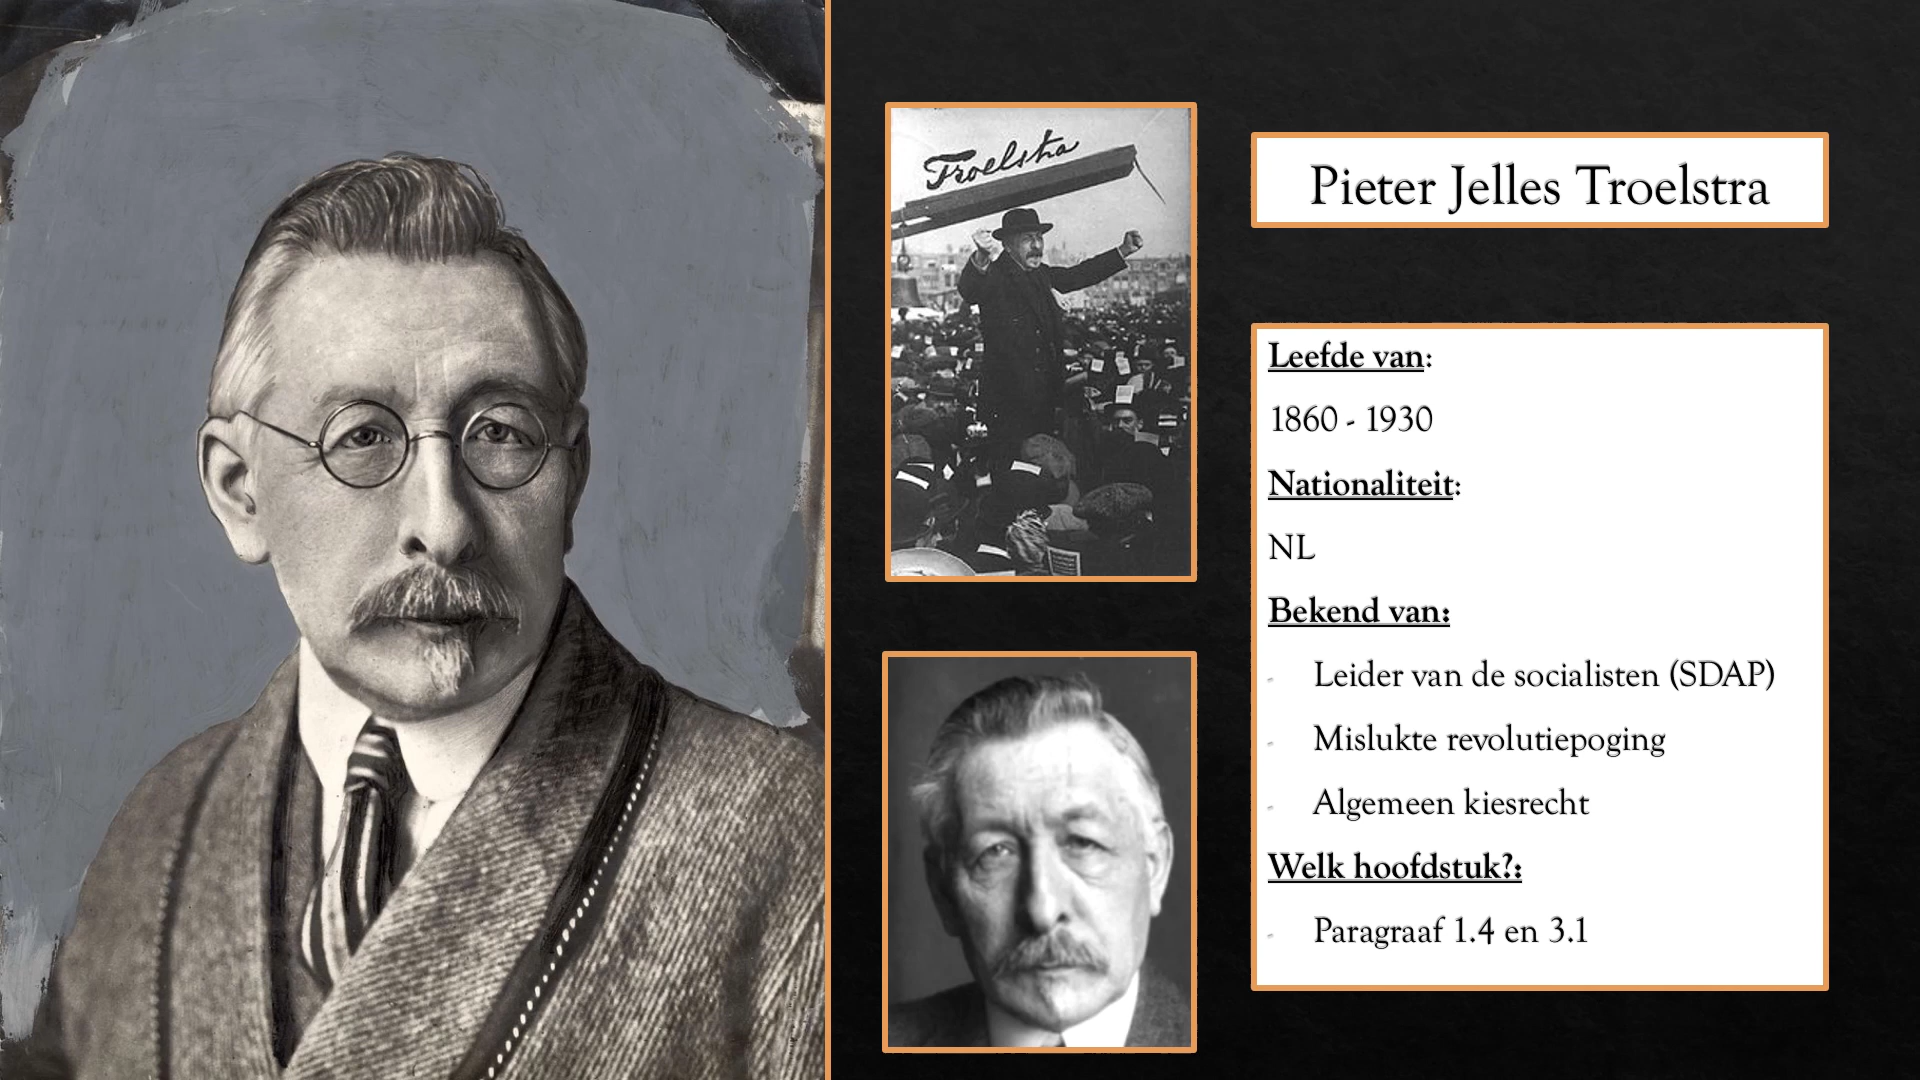 Troelstra
Pieter Jelles Troelstra
Leefde van:
1860 - 1930
Nationaliteit:
NL
Bekend van:
- Leider van de socialisten (SDAP)
- Mislukte revolutiepoging
- Algemeen kiesrecht
Welk hoofdstuk?:
- Paragraaf 1.4 en 3.1